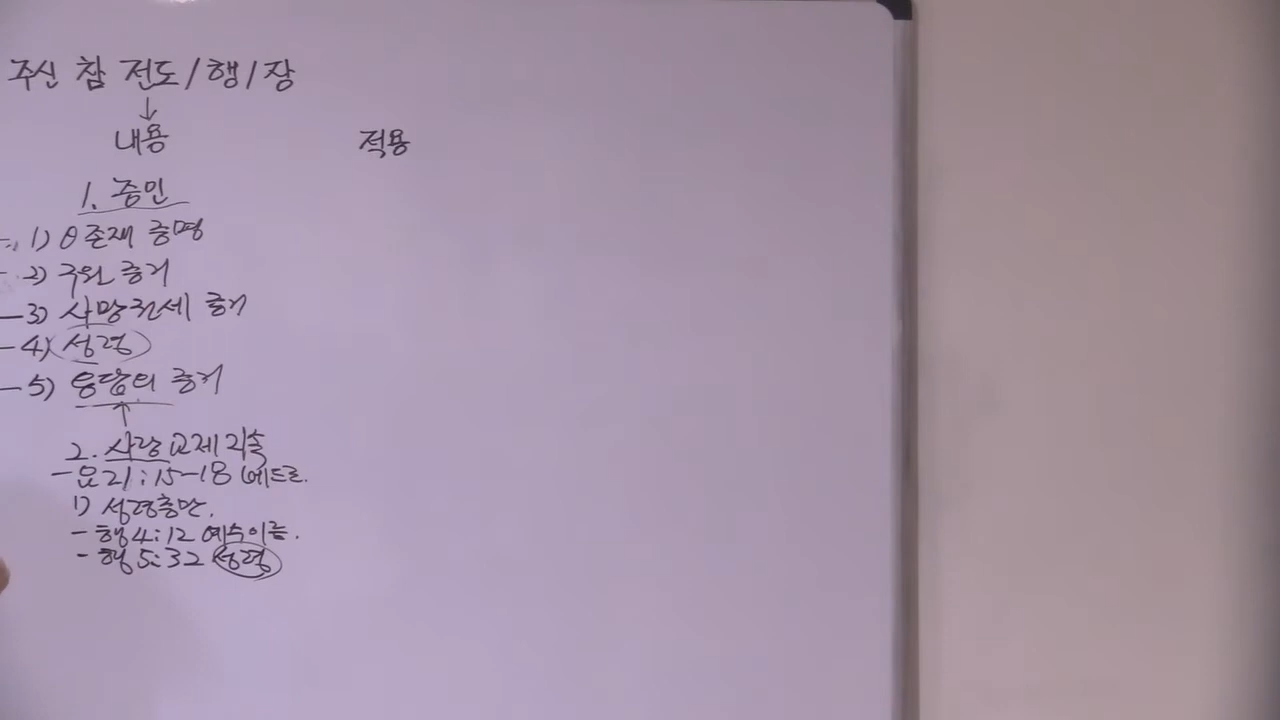 주신 참 전도/행/장
↓
내용 적용
1. 증인
1) θ존재 증명
2) 구원 증거
3) 사망권세 증거
4) 성령
5) 응답의 증거
2. 사랑 교제 지속
- 요21:15-18 베드로.
1) 성령충만.
- 행4:12 예수이름.
- 행5:32 성령